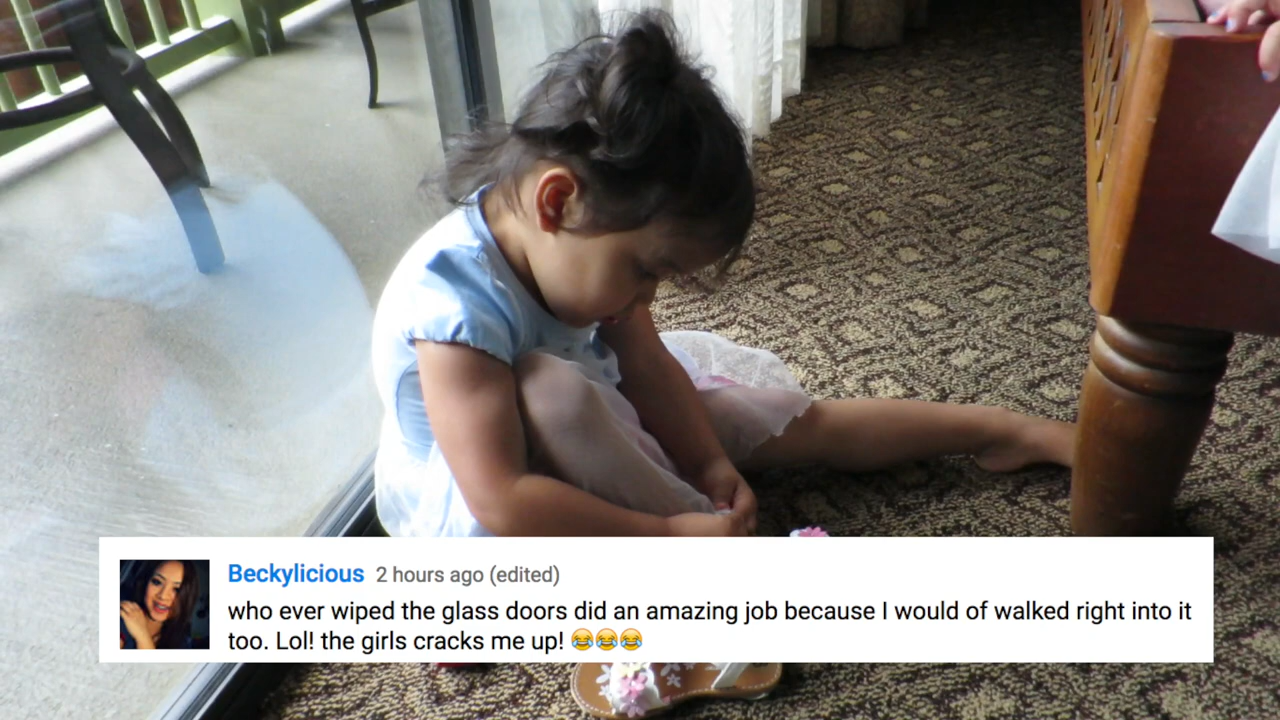 Beckylicious 2 hours ago (edited)
who ever wiped the glass doors did an amazing job because I would of walked right into it
too. Lol! the girls cracks me up! 😂😂😂